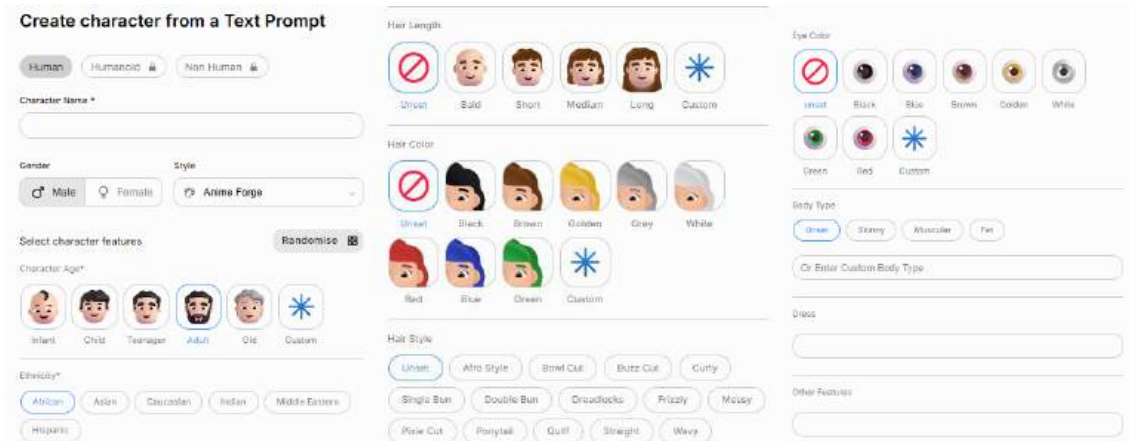 Create character from a Text Prompt
Human Humanoid Non Human
Character Name *
Gender Style
Male Female Anime Forge
Select character features Randomise
Character Age*
Infant Child Teenager Adult Old Custom
Ethnicity*
African Asian Caucasian Indian Middle Eastern
Hispanic
Hair Length
Unset Bald Short Medium Long Custom
Hair Color
Unset Black Brown Golden Grey White
Red Blue Green Custom
Hair Style
Unset Afro Style Bowl Cut Buzz Cut Curly
Single Bun Double Bun Dreadlocks Frizzly Messy
Pixie Cut Ponytail Quiff Straight Wavy
Eye Color
Unset Black Blue Brown Golden White
Green Red Custom
Body Type
Unset Skinny Muscular Fat
Or Enter Custom Body Type
Dress
Other Features